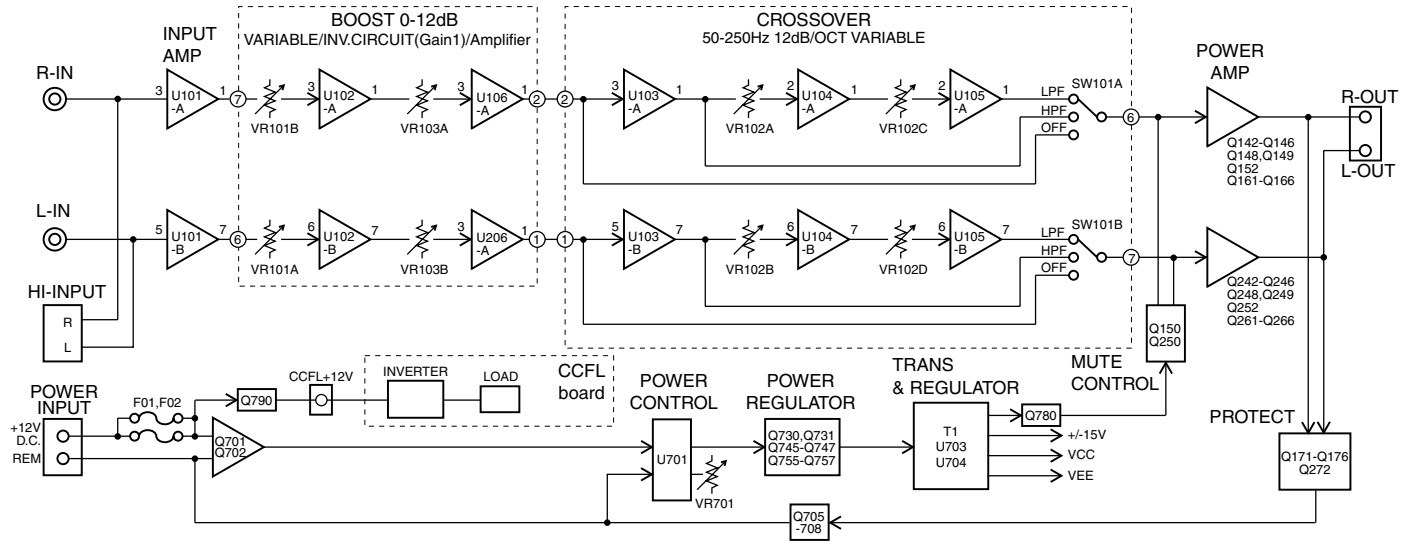 BOOST 0-12dB
VARIABLE/INV.CIRCUIT(Gain1)/Amplifier
CROSSOVER
50-250Hz 12dB/OCT VARIABLE
INPUT
AMP
POWER
AMP
R-IN
3
U101
-A
1
7
VR101B
3
U102
-A
1
VR103A
3
U106
-A
1
2
2
3
U103
-A
1
VR102A
2
U104
-A
1
VR102C
2
U105
-A
1
LPF
HPF
OFF
SW101A
6
Q142-Q146
Q148,Q149
Q152
Q161-Q166
R-OUT
L-OUT
L-IN
5
U101
-B
7
6
VR101A
6
U102
-B
7
VR103B
3
U206
-A
1
1
1
5
U103
-B
7
VR102B
6
U104
-B
7
VR102D
6
U105
-B
7
LPF
HPF
OFF
SW101B
7
Q242-Q246
Q248,Q249
Q252
Q261-Q266
HI-INPUT
R
L
Q150
Q250
MUTE
CONTROL
POWER
INPUT
+12V
D.C.
REM
F01,F02
Q790
CCFL+12V
INVERTER
LOAD
CCFL
board
Q701
Q702
POWER
CONTROL
U701
VR701
POWER
REGULATOR
Q730,Q731
Q745-Q747
Q755-Q757
TRANS
& REGULATOR
T1
U703
U704
Q780
+/-15V
VCC
VEE
PROTECT
Q171-Q176
Q272
Q705
-708